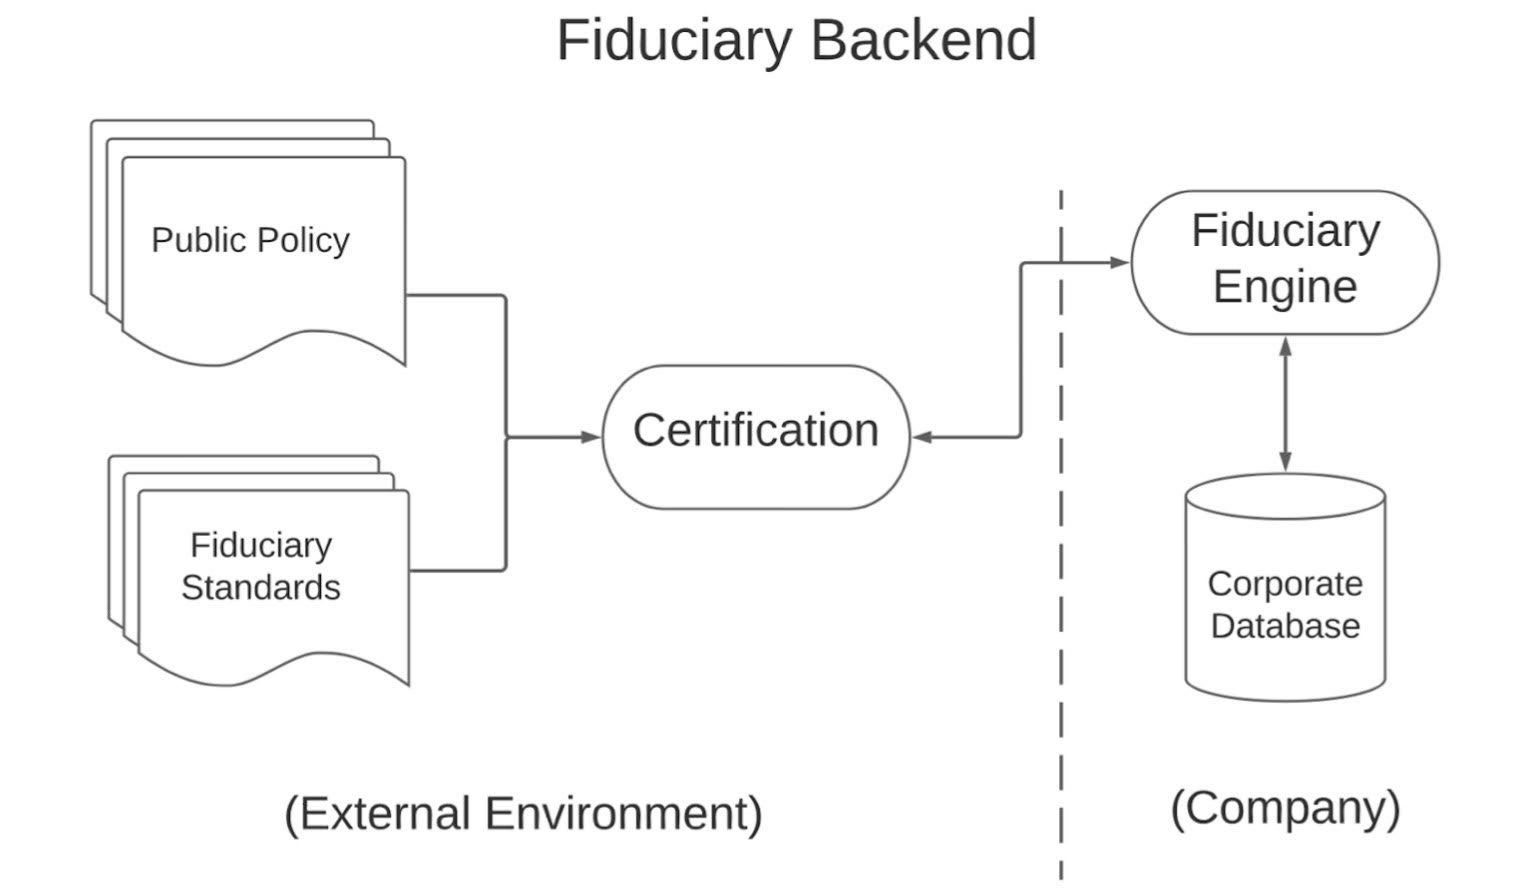 Fiduciary Backend
Public Policy
Fiduciary
Standards
Certification
Fiduciary
Engine
Corporate
Database
(External Environment)
(Company)